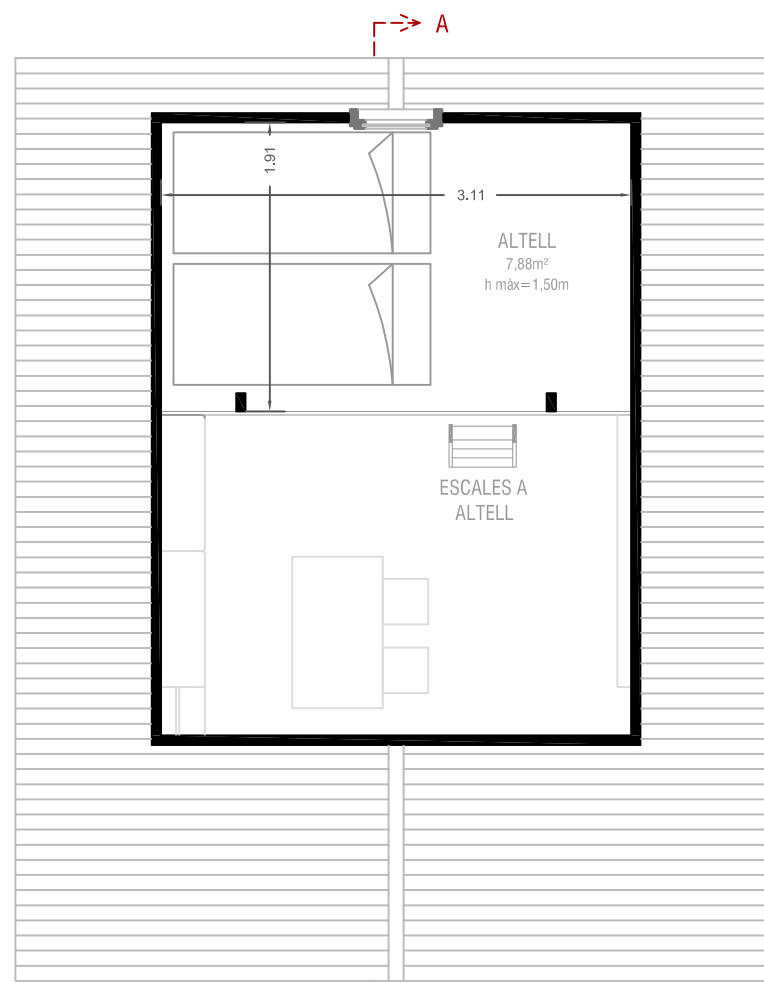 A
1.91
3.11
ALTELL
7,88m²
h màx=1,50m
ESCALES A
ALTELL